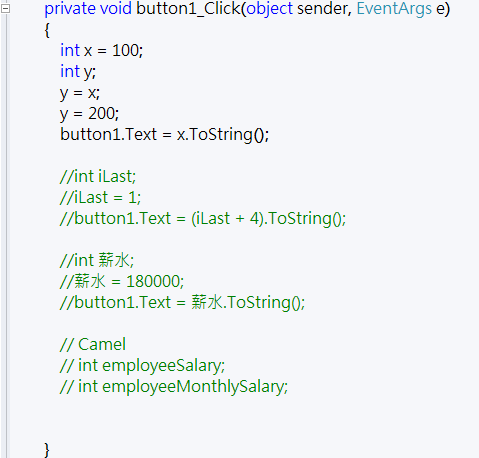 private void button1_Click(object sender, EventArgs e)
{
int x = 100;
int y;
y = x;
y = 200;
button1.Text = x.ToString();
//int iLast;
//iLast = 1;
//button1.Text = (iLast + 4).ToString();
//int 薪水;
//薪水 = 180000;
//button1.Text = 薪水.ToString();
// Camel
// int employeeSalary;
// int employeeMonthlySalary;
}